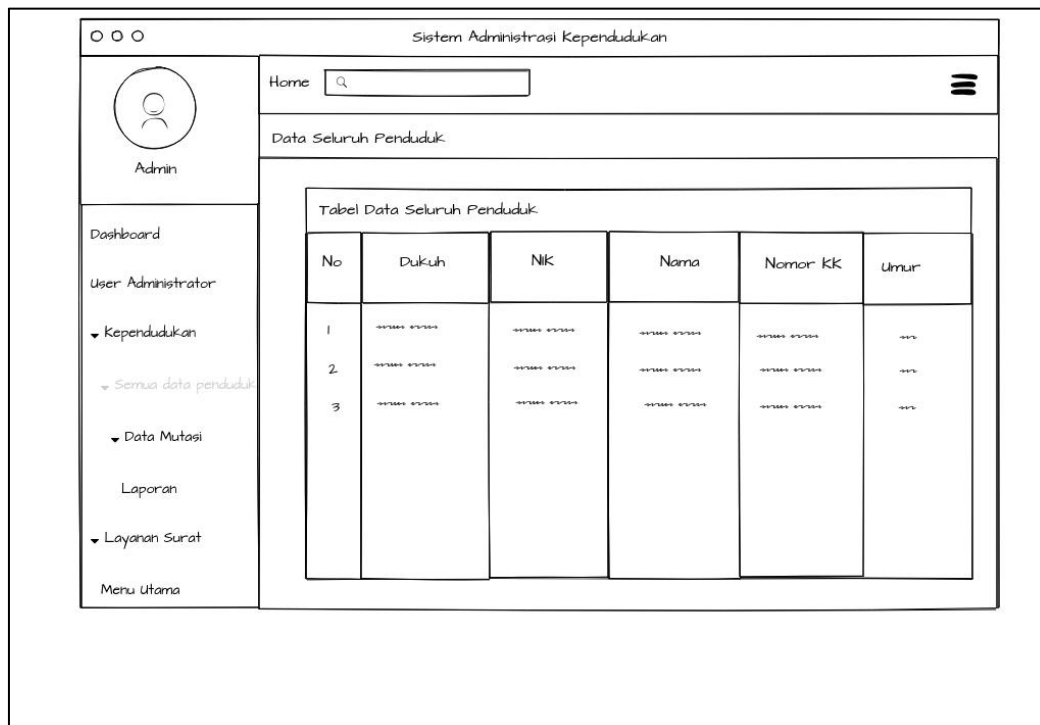 Sistem Administrasi Kependudukan
Home
Data Seluruh Penduduk
Admin
Dashboard
User Administrator
Kependudukan
Semua data penduduk
Data Mutasi
Laporan
Layanan Surat
Menu Utama
Tabel Data Seluruh Penduduk
No Dukuh NIK Nama Nomor KK Umur
1
2
3